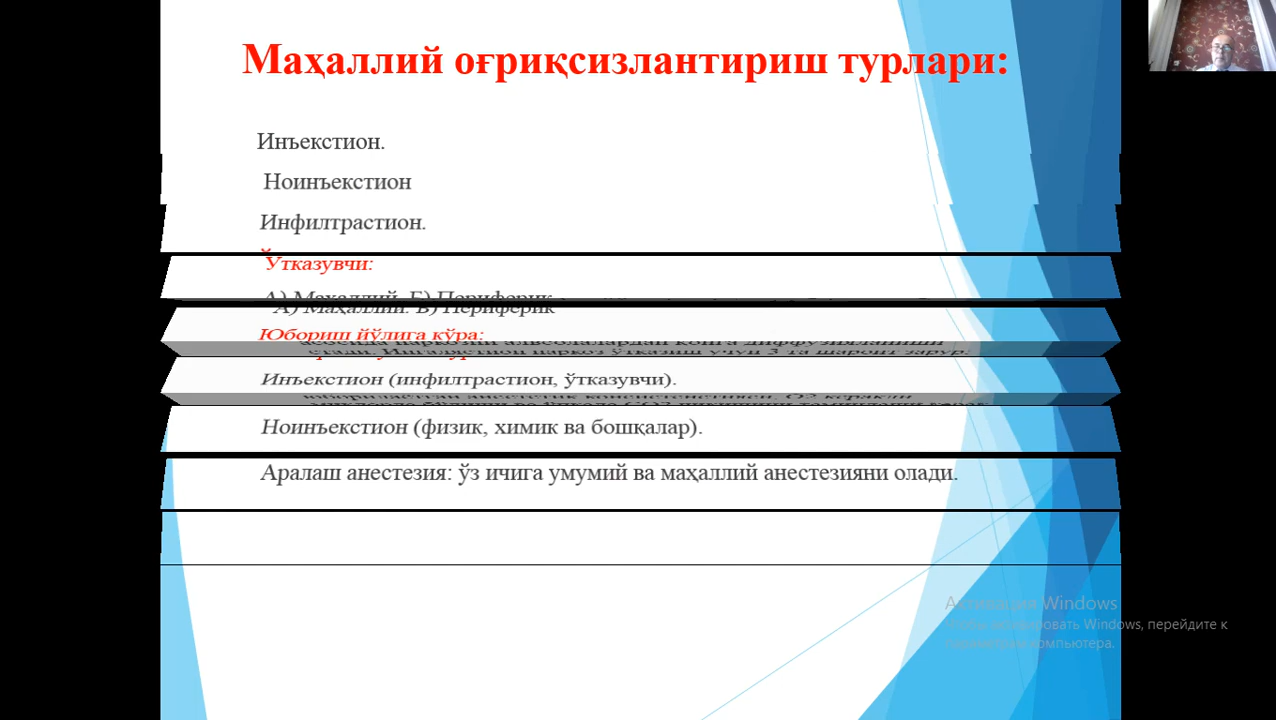 Маҳаллий оғриқсизлантириш турлари:
Инъекстион.
Ноинъекстион
Инфилтрастион.
Ўтказувчи:
А) Маҳаллий. Б) Периферик
Юбориш йўлига кўра:
Инъекстион (инфилтрастион, ўтказувчи).
Ноинъекстион (физик, химик ва бошқалар).
Аралаш анестезия: ўз ичига умумий ва маҳаллий анестезияни олади.
Активация Windows
Чтобы активировать Windows, перейдите к
параметрам компьютера.